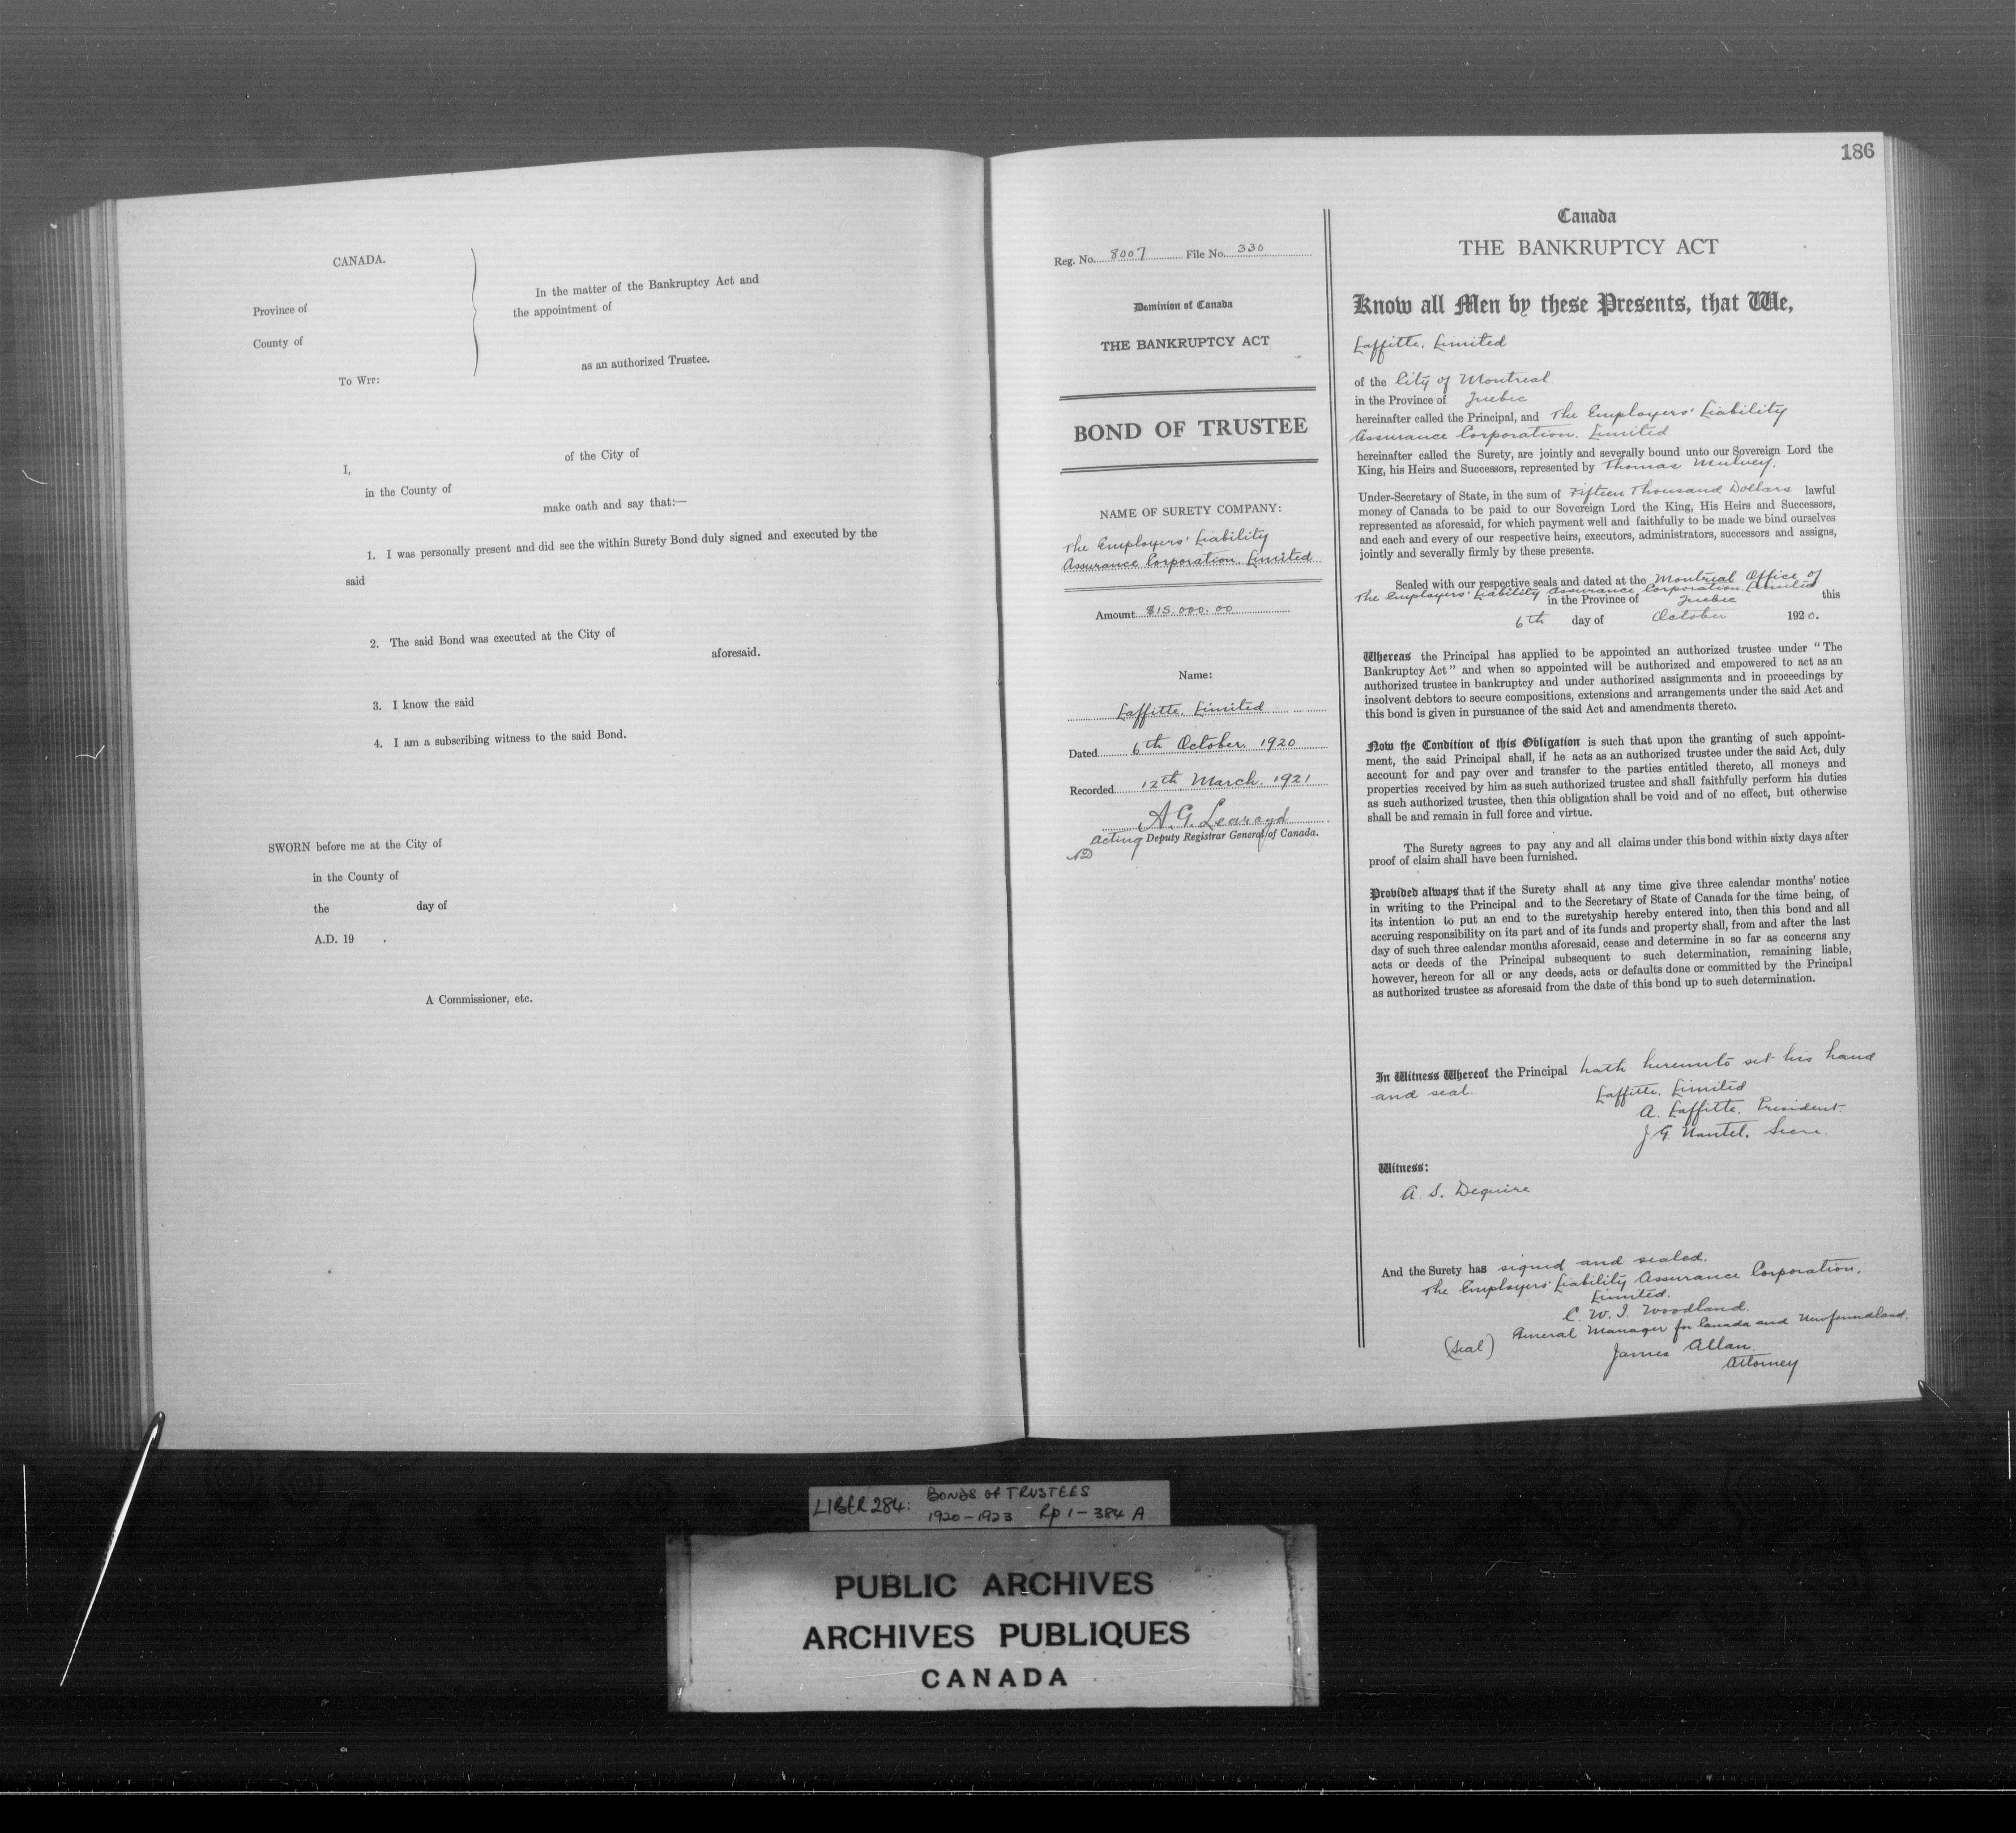 CANADA.
Province of
County of
To Wit:
In the matter of the Bankruptcy Act and
the appointment of
as an authorized Trustee.
I,
of the City of
in the County of
make oath and say that:—
1. I was personally present and did see the within Surety Bond duly signed and executed by the
said
2. The said Bond was executed at the City of
aforesaid.
3. I know the said
4. I am a subscribing witness to the said Bond.
SWORN before me at the City of
in the County of
the day of
A.D. 19 .
A Commissioner, etc.
Reg. No. 8007 File No. 330
Dominion of Canada
THE BANKRUPTCY ACT
BOND OF TRUSTEE
NAME OF SURETY COMPANY:
The Employers' Liability
Assurance Corporation, Limited
Amount $15,000.00
Name:
Laffitte, Limited
Dated 6th October, 1920
Recorded 12th March, 1921
A. G. Learoyd
Acting Deputy Registrar General of Canada.
186
Canada
THE BANKRUPTCY ACT
Know all Men by these Presents, that We,
Laffitte, Limited
of the City of Montreal
in the Province of Quebec
hereinafter called the Principal, and The Employers' Liability
Assurance Corporation, Limited
hereinafter called the Surety, are jointly and severally bound unto our Sovereign Lord the
King, his Heirs and Successors, represented by Thomas Mulvey,
Under-Secretary of State, in the sum of Fifteen Thousand Dollars lawful
money of Canada to be paid to our Sovereign Lord the King, His Heirs and Successors,
represented as aforesaid, for which payment well and faithfully to be made we bind ourselves
and each and every of our respective heirs, executors, administrators, successors and assigns,
jointly and severally firmly by these presents.
Sealed with our respective seals and dated at the Montreal Office of
The Employers' Liability Assurance Corporation Limited
in the Province of Quebec this
6th day of October 1920.
Whereas the Principal has applied to be appointed an authorized trustee under "The
Bankruptcy Act" and when so appointed will be authorized and empowered to act as an
authorized trustee in bankruptcy and under authorized assignments and in proceedings by
insolvent debtors to secure compositions, extensions and arrangements under the said Act and
this bond is given in pursuance of the said Act and amendments thereto.
Now the Condition of this Obligation is such that upon the granting of such appoint-
ment, the said Principal shall, if he acts as an authorized trustee under the said Act, duly
account for and pay over and transfer to the parties entitled thereto, all moneys and
properties received by him as such authorized trustee and shall faithfully perform his duties
as such authorized trustee, then this obligation shall be void and of no effect, but otherwise
shall be and remain in full force and virtue.
The Surety agrees to pay any and all claims under this bond within sixty days after
proof of claim shall have been furnished.
Provided always that if the Surety shall at any time give three calendar months' notice
in writing to the Principal and to the Secretary of State of Canada for the time being, of
its intention to put an end to the suretyship hereby entered into, then this bond and all
accruing responsibility on its part and of its funds and property shall, from and after the last
day of such three calendar months aforesaid, cease and determine in so far as concerns any
acts or deeds of the Principal subsequent to such determination, remaining liable,
however, hereon for all or any deeds, acts or defaults done or committed by the Principal
as authorized trustee as aforesaid from the date of this bond up to such determination.
In Witness Whereof the Principal hath hereunto set his hand
and seal.
Laffitte, Limited
A. Laffitte, President.
J. G. Nantel, Secre.
Witness:
A. S. Dequire
And the Surety has signed and sealed.
The Employers' Liability Assurance Corporation,
Limited.
C. W. I. Woodland.
General Manager for Canada and Newfoundland.
(Seal)
James Allan.
Attorney
LIBER 284: BONDS OF TRUSTEES
1920-1923 Pp 1-384 A
PUBLIC ARCHIVES
ARCHIVES PUBLIQUES
CANADA